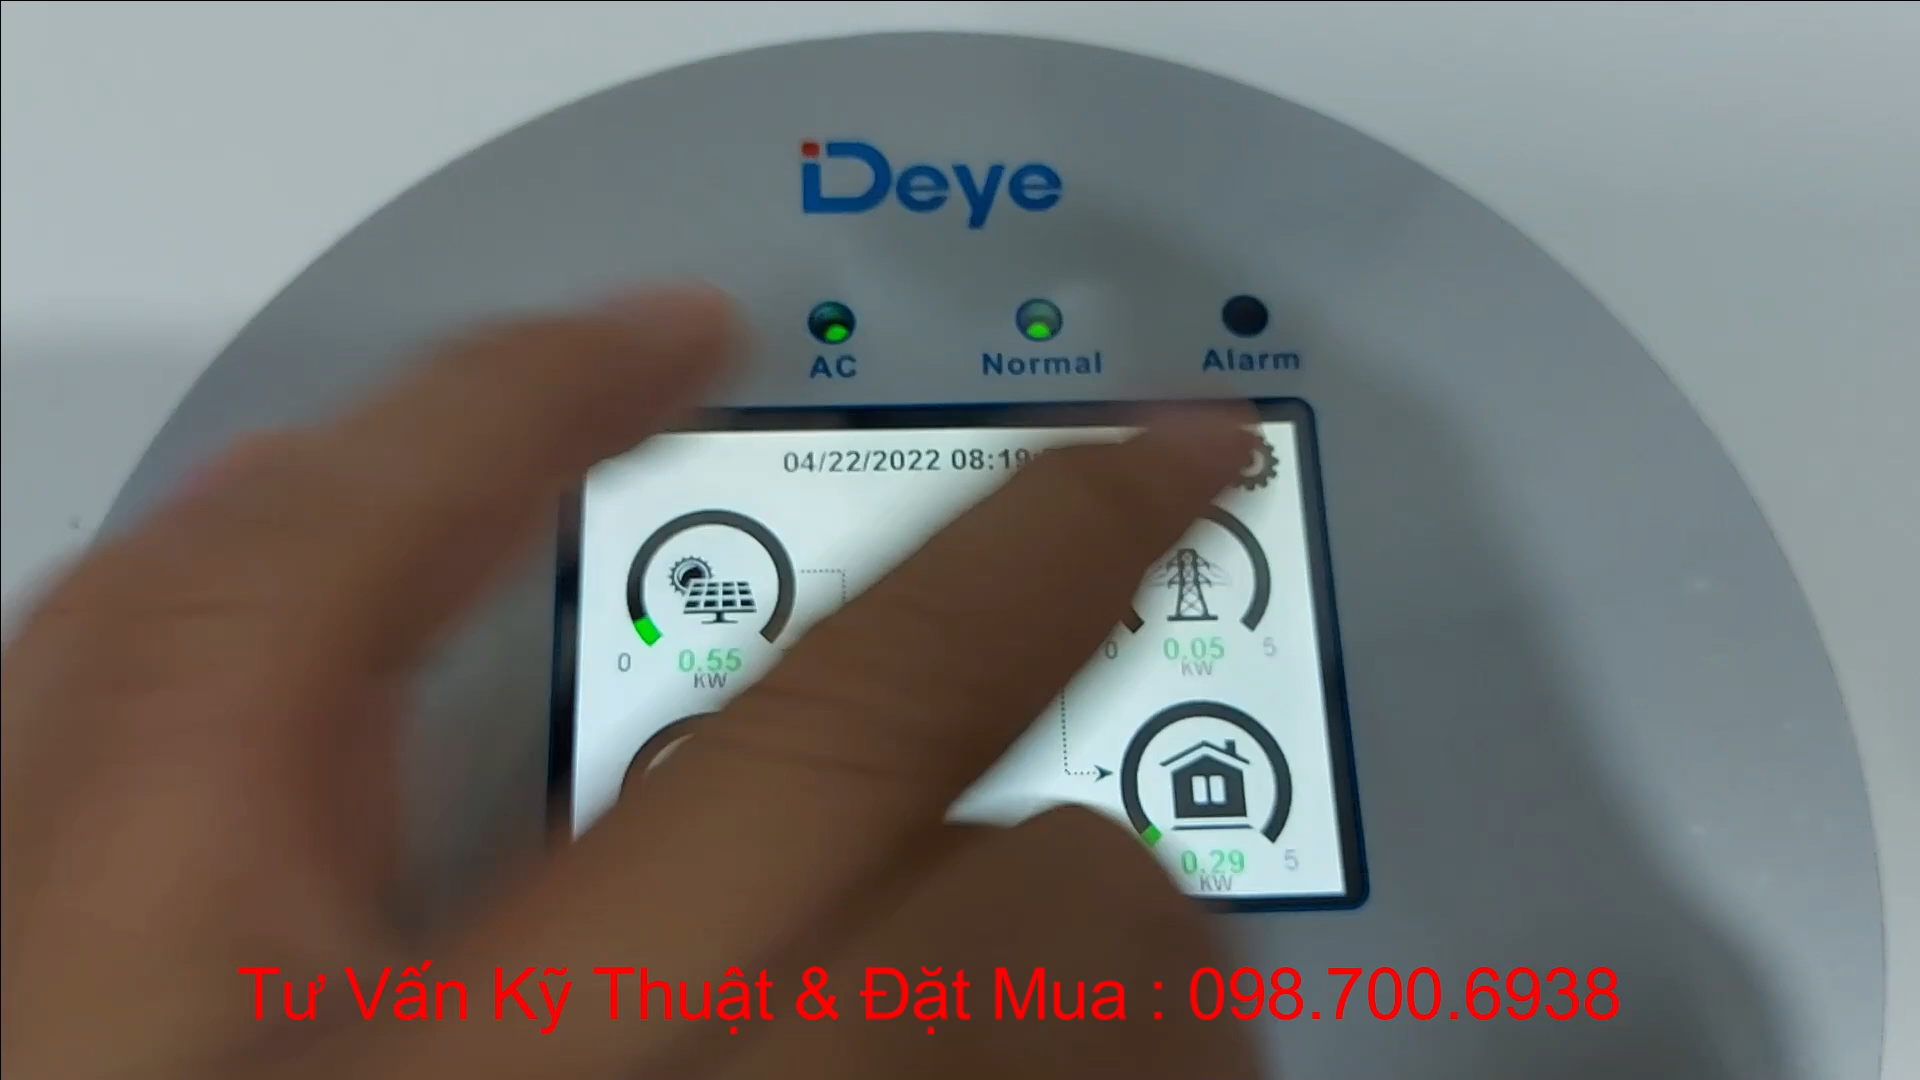 Deye
AC Normal Alarm
04/22/2022 08:19
0 0.55 kW
0 0.05 5
kW
0.29 5
kW
Tư Vấn Kỹ Thuật & Đặt Mua : 098.700.6938